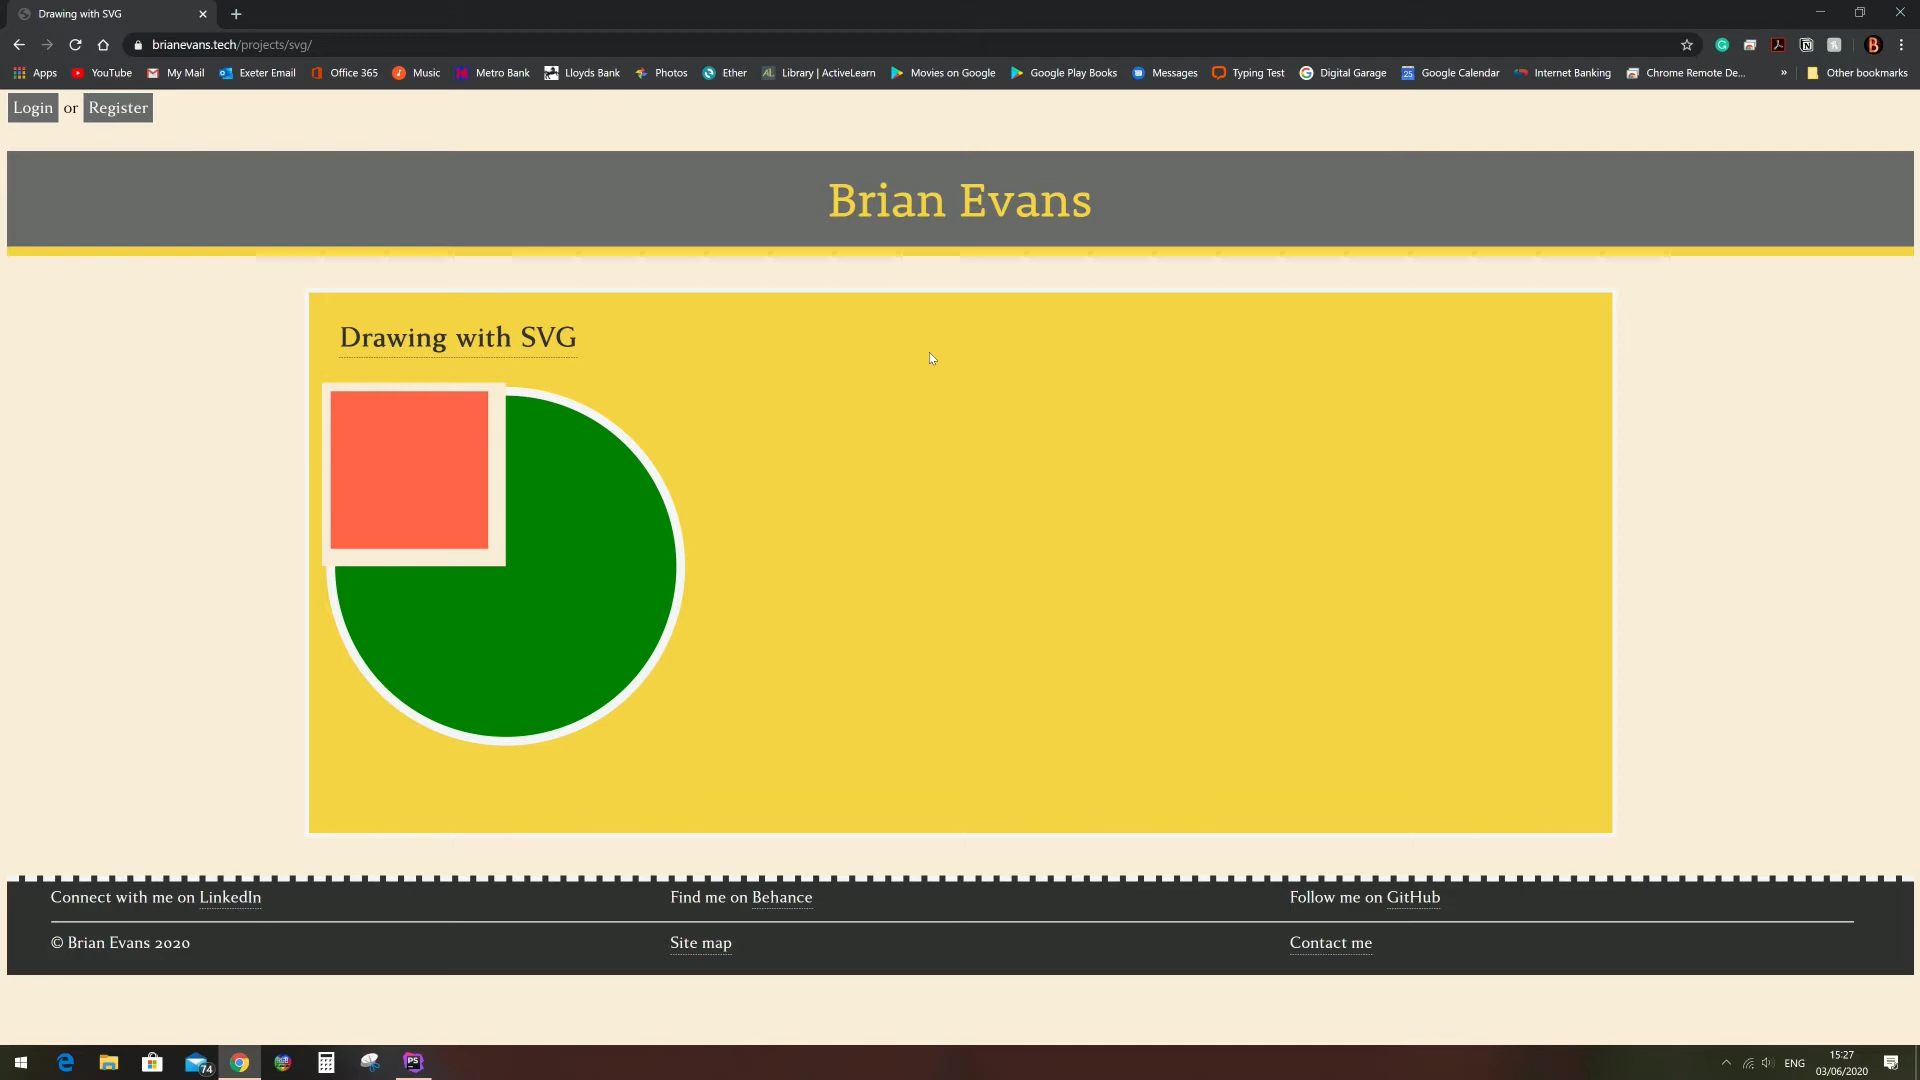 Drawing with SVG
brianevans.tech/projects/svg/
Apps YouTube My Mail Exeter Email Office 365 Music Metro Bank Lloyds Bank Photos Ether Library | ActiveLearn Movies on Google Google Play Books Messages Typing Test Digital Garage Google Calendar Internet Banking Chrome Remote De... » Other bookmarks
Login or Register
Brian Evans
Drawing with SVG
Connect with me on LinkedIn Find me on Behance Follow me on GitHub
© Brian Evans 2020 Site map Contact me
74 PS ENG 15:27
03/06/2020